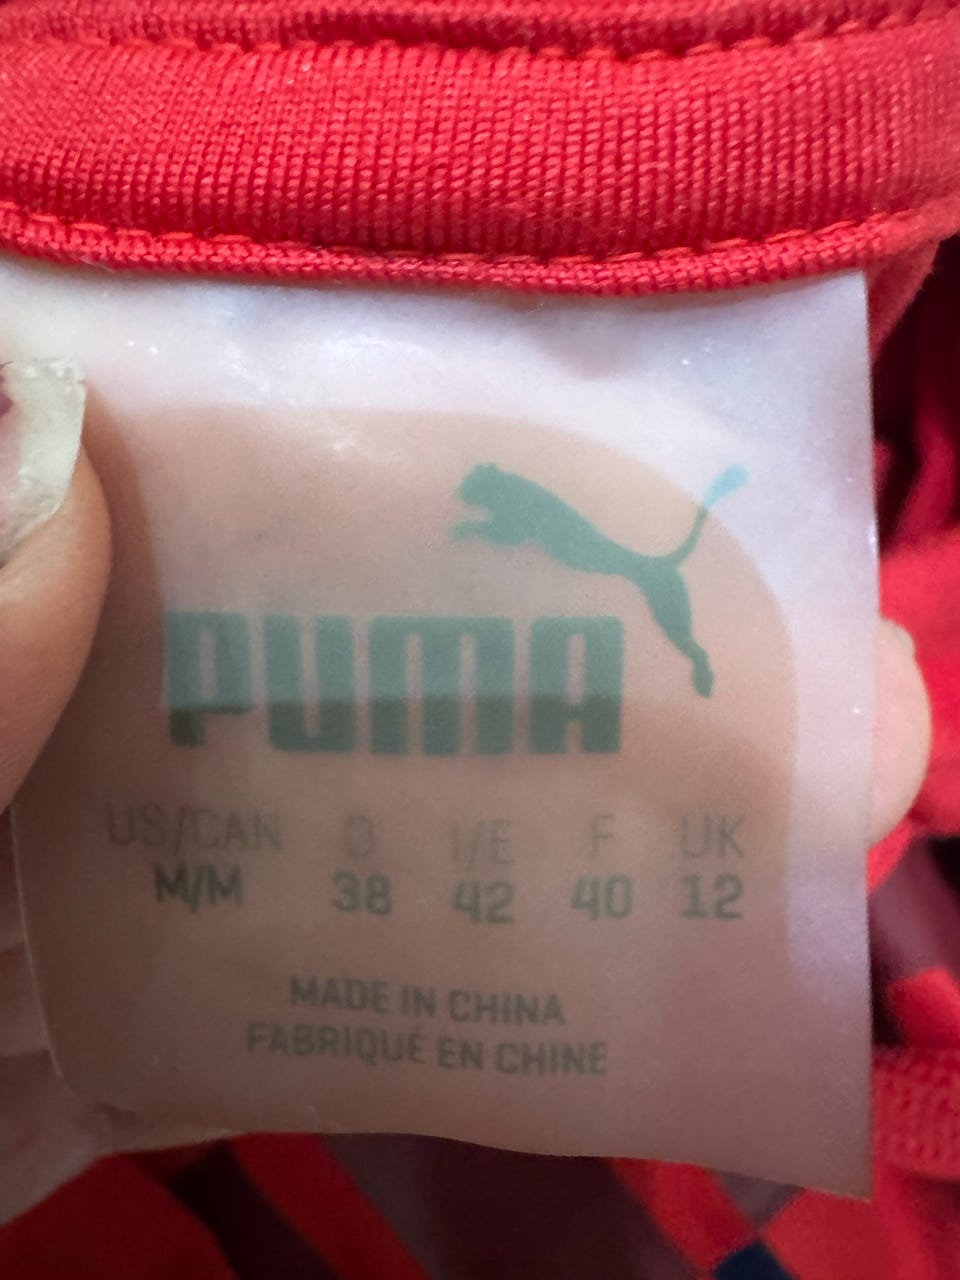 PUMA
US/CAN D I/E F UK
M/M 38 42 40 12
MADE IN CHINA
FABRIQUÉ EN CHINE